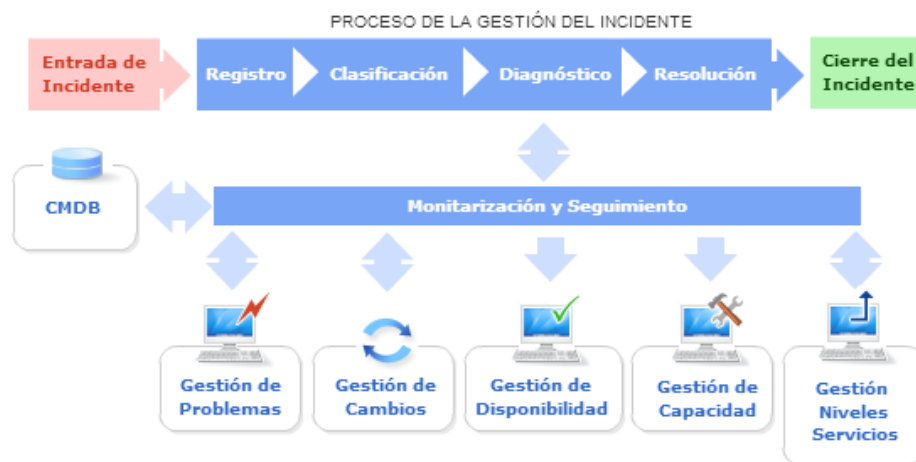 PROCESO DE LA GESTIÓN DEL INCIDENTE
Entrada de
Incidente
Registro
Clasificación
Diagnóstico
Resolución
Cierre del
Incidente
CMDB
Monitarización y Seguimiento
Gestión de
Problemas
Gestión de
Cambios
Gestión de
Disponibilidad
Gestión de
Capacidad
Gestión
Niveles
Servicios